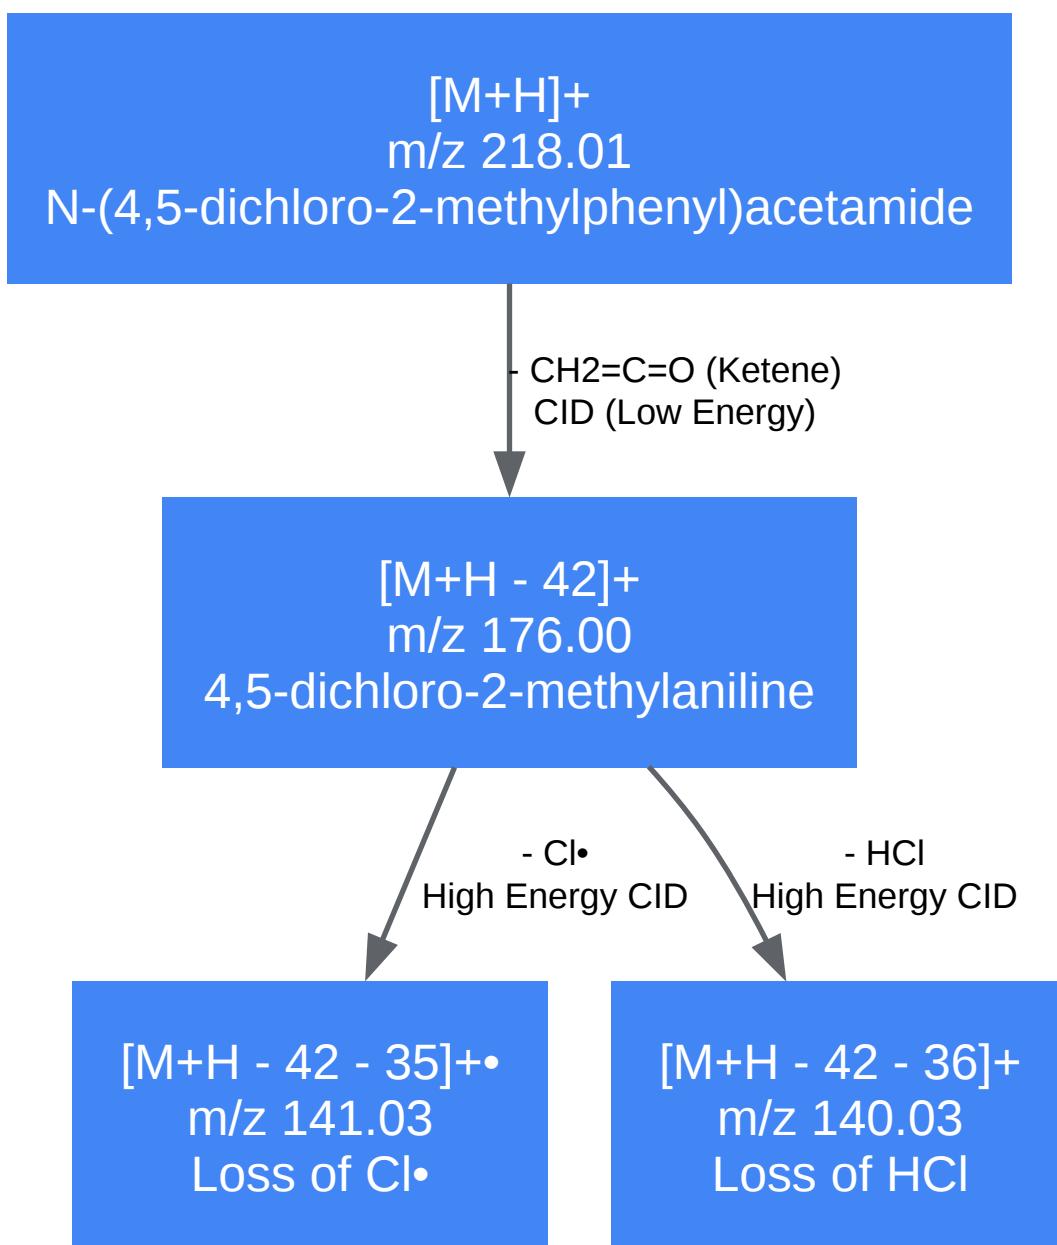 [M+H]+
m/z 218.01
N-(4,5-dichloro-2-methylphenyl)acetamide
- CH2=C=O (Ketene)
CID (Low Energy)
[M+H - 42]+
m/z 176.00
4,5-dichloro-2-methylaniline
- Cl•
High Energy CID
- HCl
High Energy CID
[M+H - 42 - 35]+•
m/z 141.03
Loss of Cl•
[M+H - 42 - 36]+
m/z 140.03
Loss of HCl